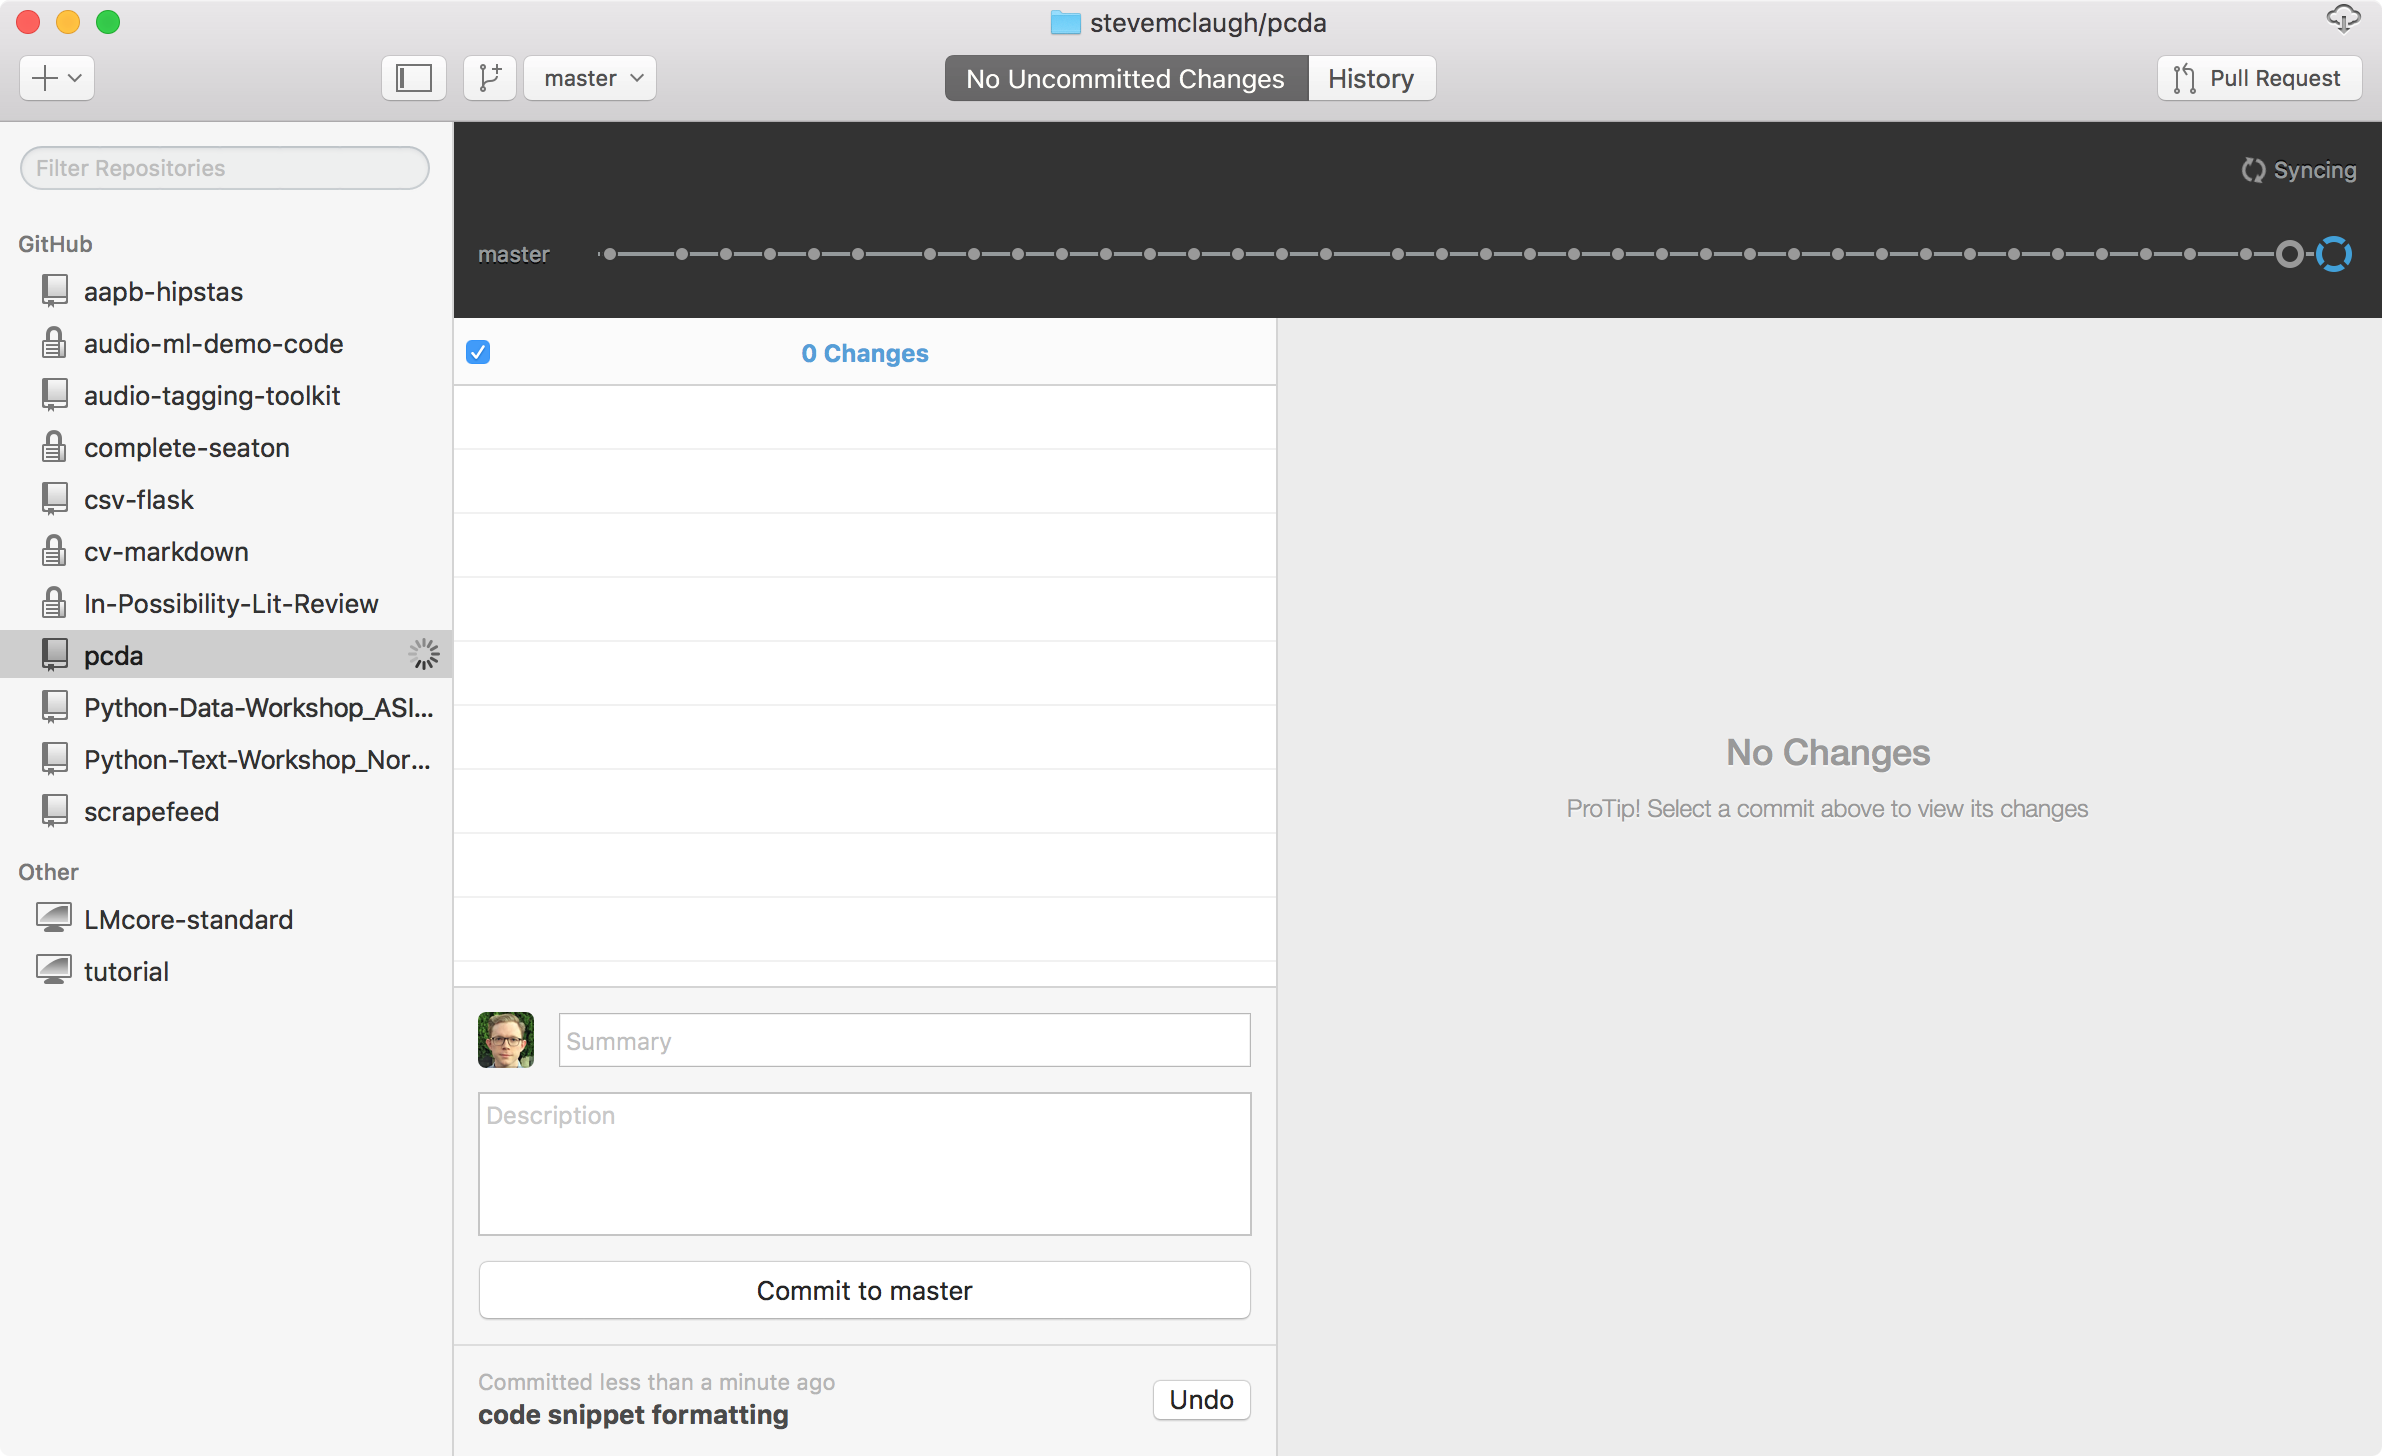 stevemclaugh/pcda
master
No Uncommitted Changes
History
Pull Request
Filter Repositories
GitHub
aapb-hipstas
audio-ml-demo-code
audio-tagging-toolkit
complete-seaton
csv-flask
cv-markdown
In-Possibility-Lit-Review
pcda
Python-Data-Workshop_ASI...
Python-Text-Workshop_Nor...
scrapefeed
Other
LMcore-standard
tutorial
Syncing
master
0 Changes
Summary
Description
Commit to master
Committed less than a minute ago
code snippet formatting
Undo
No Changes
ProTip! Select a commit above to view its changes